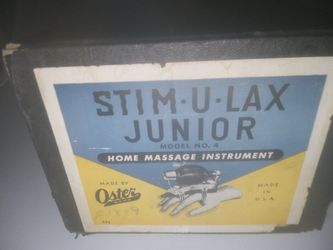 STIM·U·LAX
JUNIOR
MODEL NO. 4
HOME MASSAGE INSTRUMENT
MADE BY
Oster
MADE
IN
U.S.A.